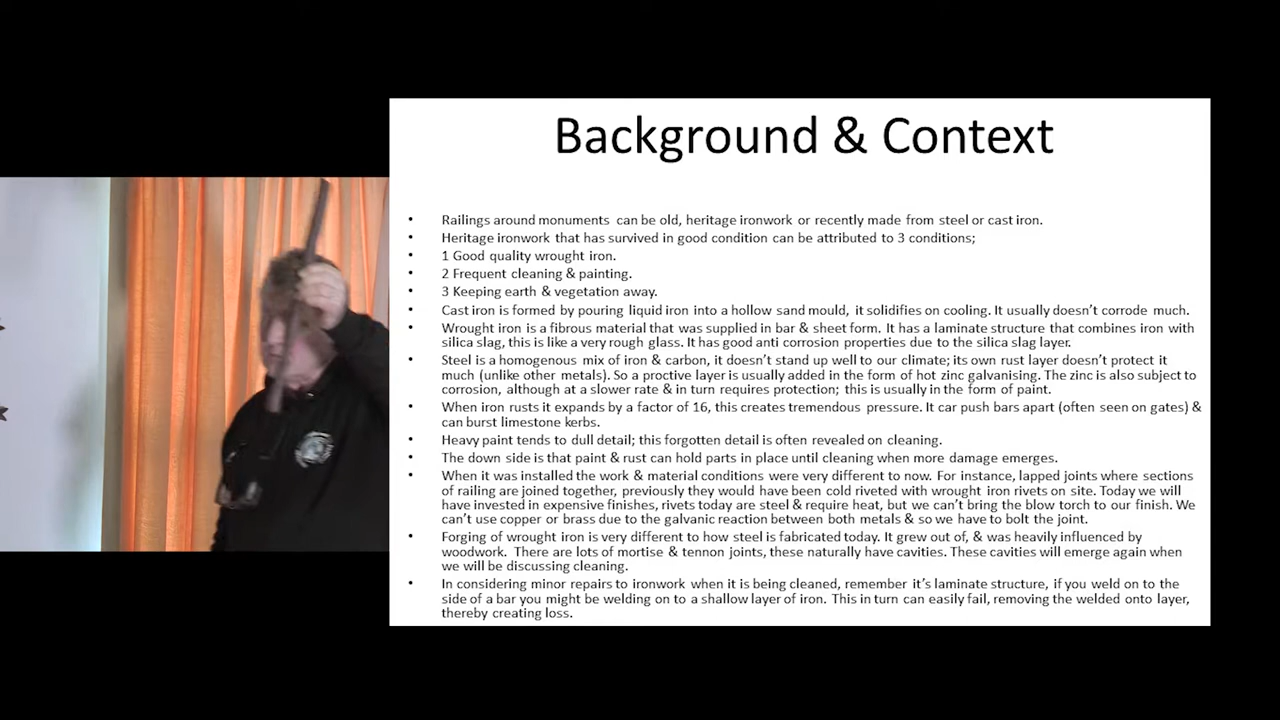 Background & Context
• Railings around monuments can be old, heritage ironwork or recently made from steel or cast iron.
• Heritage ironwork that has survived in good condition can be attributed to 3 conditions;
• 1 Good quality wrought iron.
• 2 Frequent cleaning & painting.
• 3 Keeping earth & vegetation away.
• Cast iron is formed by pouring liquid iron into a hollow sand mould, it solidifies on cooling. It usually doesn't corrode much.
• Wrought iron is a fibrous material that was supplied in bar & sheet form. It has a laminate structure that combines iron with
silica slag, this is like a very rough glass. It has good anti corrosion properties due to the silica slag layer.
• Steel is a homogenous mix of iron & carbon, it doesn't stand up well to our climate; its own rust layer doesn't protect it
much (unlike other metals). So a proctive layer is usually added in the form of hot zinc galvanising. The zinc is also subject to
corrosion, although at a slower rate & in turn requires protection; this is usually in the form of paint.
• When iron rusts it expands by a factor of 16, this creates tremendous pressure. It car push bars apart (often seen on gates) &
can burst limestone kerbs.
• Heavy paint tends to dull detail; this forgotten detail is often revealed on cleaning.
• The down side is that paint & rust can hold parts in place until cleaning when more damage emerges.
• When it was installed the work & material conditions were very different to now. For instance, lapped joints where sections
of railing are joined together, previously they would have been cold riveted with wrought iron rivets on site. Today we will
have invested in expensive finishes, rivets today are steel & require heat, but we can't bring the blow torch to our finish. We
can't use copper or brass due to the galvanic reaction between both metals & so we have to bolt the joint.
• Forging of wrought iron is very different to how steel is fabricated today. It grew out of, & was heavily influenced by
woodwork. There are lots of mortise & tennon joints, these naturally have cavities. These cavities will emerge again when
we will be discussing cleaning.
• In considering minor repairs to ironwork when it is being cleaned, remember it's laminate structure, if you weld on to the
side of a bar you might be welding on to a shallow layer of iron. This in turn can easily fail, removing the welded onto layer,
thereby creating loss.